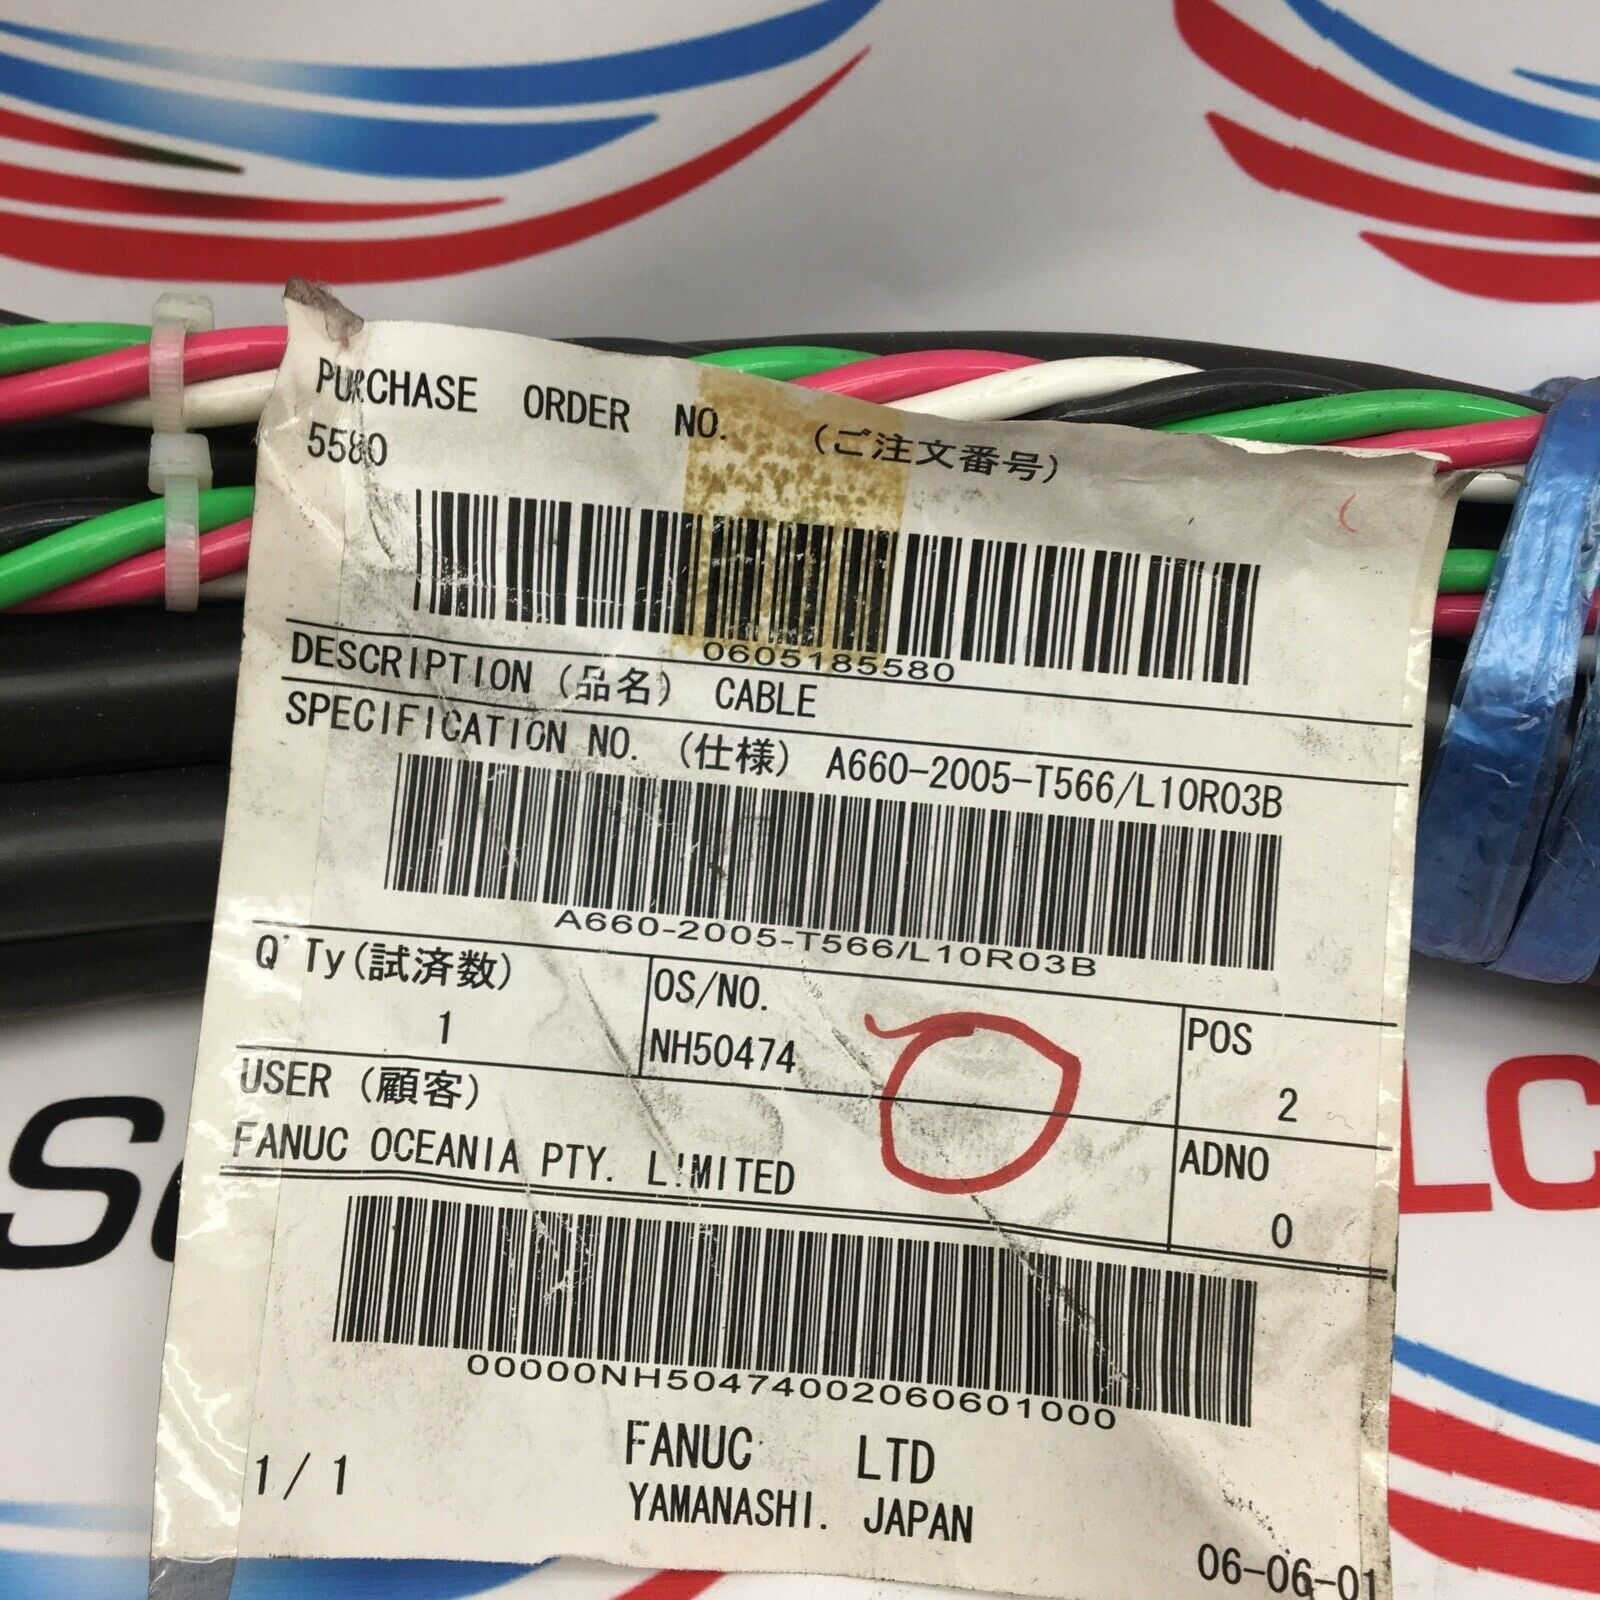 PURCHASE ORDER NO. (ご注文番号)
5580
0605185580
DESCRIPTION (品名) CABLE
SPECIFICATION NO. (仕様) A660-2005-T566/L10R03B
A660-2005-T566/L10R03B
Q'Ty(試済数)
1
OS/NO.
NH50474
POS
2
USER (顧客)
FANUC OCEANIA PTY. LIMITED
ADNO
0
00000NH50474002060601000
FANUC LTD
1/1
YAMANASHI. JAPAN
06-06-01
LC